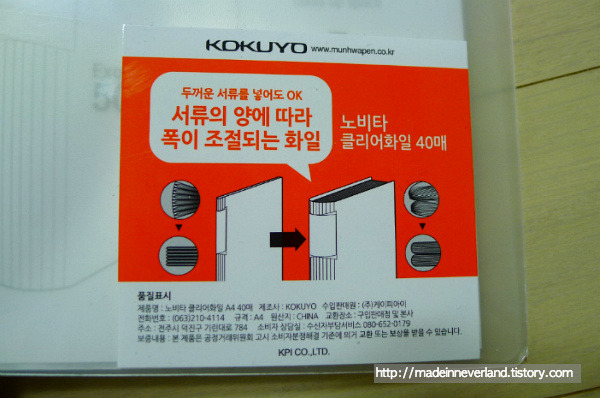 KOKUYO www.munhwapen.co.kr
두꺼운 서류를 넣어도 OK
서류의 양에 따라
폭이 조절되는 화일
노비타
클리어화일 40매
품질표시
제품명 : 노비타 클리어화일 A4 40매 제조사 : KOKUYO 수입판매원 : (주)케이피아이
전화번호 : (063)210-4114 규격 : A4 원산지 : CHINA 교환장소 : 구입판매점 및 본사
주소 : 전주시 덕진구 기린대로 784 소비자 상담실 : 수신자부담서비스 080-652-0179
보증내용 : 본 제품은 공정거래위원회 고시 소비자분쟁해결 기준에 의거 교환 또는 보상을 받을 수 있습니다.
KPI CO.,LTD.
http://madeinneverland.tistory.com